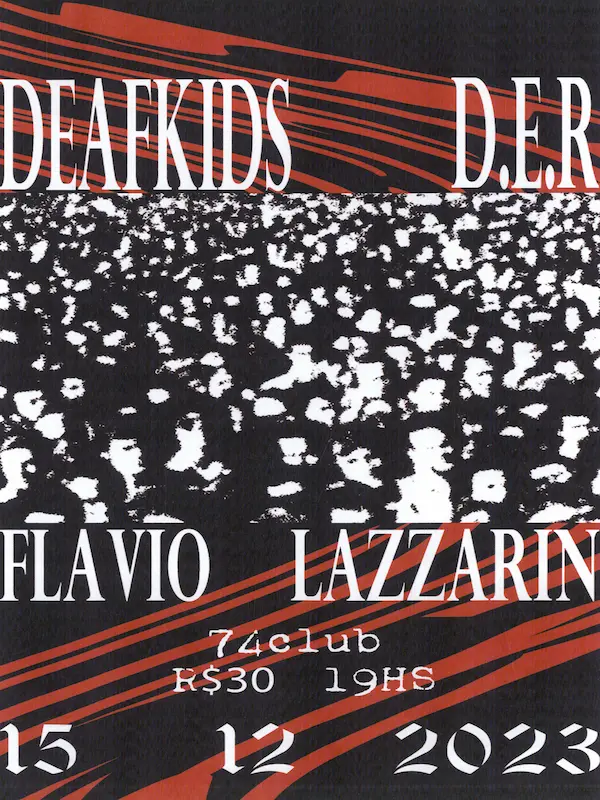 DEAFKIDS D.E.R
FLAVIO LAZZARIN
74club
R$30 19HS
15 12 2023